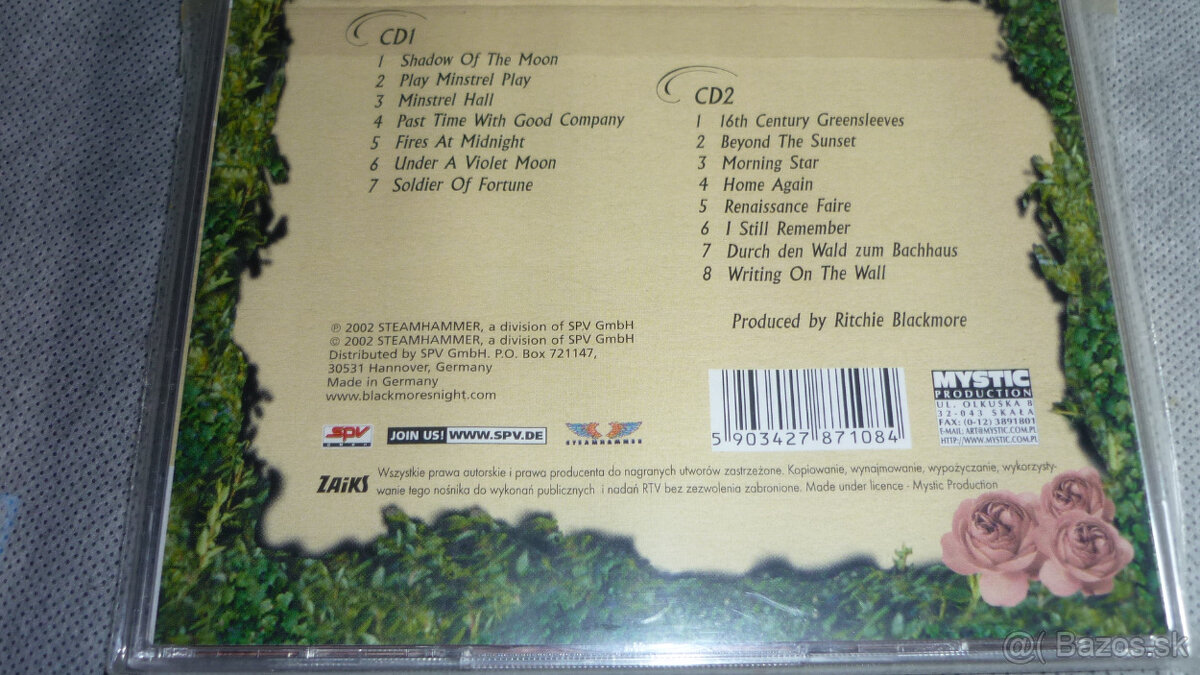 CD1
1 Shadow Of The Moon
2 Play Minstrel Play
3 Minstrel Hall
4 Past Time With Good Company
5 Fires At Midnight
6 Under A Violet Moon
7 Soldier Of Fortune
CD2
1 16th Century Greensleeves
2 Beyond The Sunset
3 Morning Star
4 Home Again
5 Renaissance Faire
6 I Still Remember
7 Durch den Wald zum Bachhaus
8 Writing On The Wall
Produced by Ritchie Blackmore
℗ 2002 STEAMHAMMER, a division of SPV GmbH
© 2002 STEAMHAMMER, a division of SPV GmbH
Distributed by SPV GmbH. P.O. Box 721147,
30531 Hannover, Germany
Made in Germany
www.blackmoresnight.com
SPV
JOIN US! WWW.SPV.DE
STEAMHAMMER
5 903427 871084
MYSTIC
PRODUCTION
UL. OLKUSKA 8
32-043 SKAŁA
FAX: (0-12) 3891801
E-MAIL: ART@MYSTIC.COM.PL
HTTP://WWW.MYSTIC.COM.PL
ZAiKS
Wszystkie prawa autorskie i prawa producenta do nagranych utworów zastrzeżone. Kopiowanie, wynajmowanie, wypożyczanie, wykorzysty-
wanie tego nośnika do wykonań publicznych i nadań RTV bez zezwolenia zabronione. Made under licence - Mystic Production
@( Bazos.sk